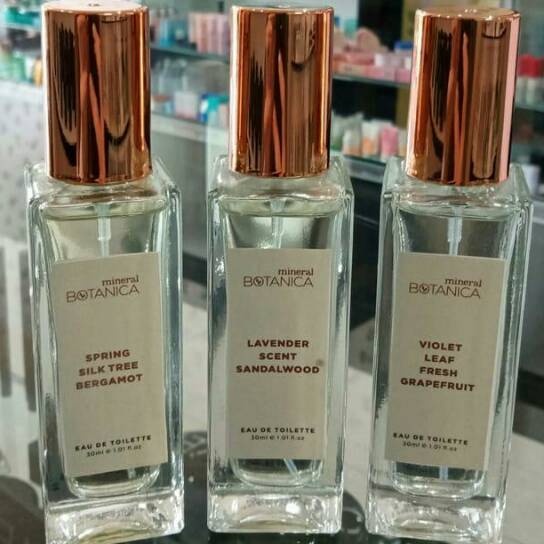 mineral
BOTANICA
SPRING
SILK TREE
BERGAMOT
EAU DE TOILETTE
30ml e 1.01 fl.oz
mineral
BOTANICA
LAVENDER
SCENT
SANDALWOOD
EAU DE TOILETTE
30ml e 1.01 fl.oz
mineral
BOTANICA
VIOLET
LEAF
FRESH
GRAPEFRUIT
EAU DE TOILETTE
30ml e 1.01 fl.oz